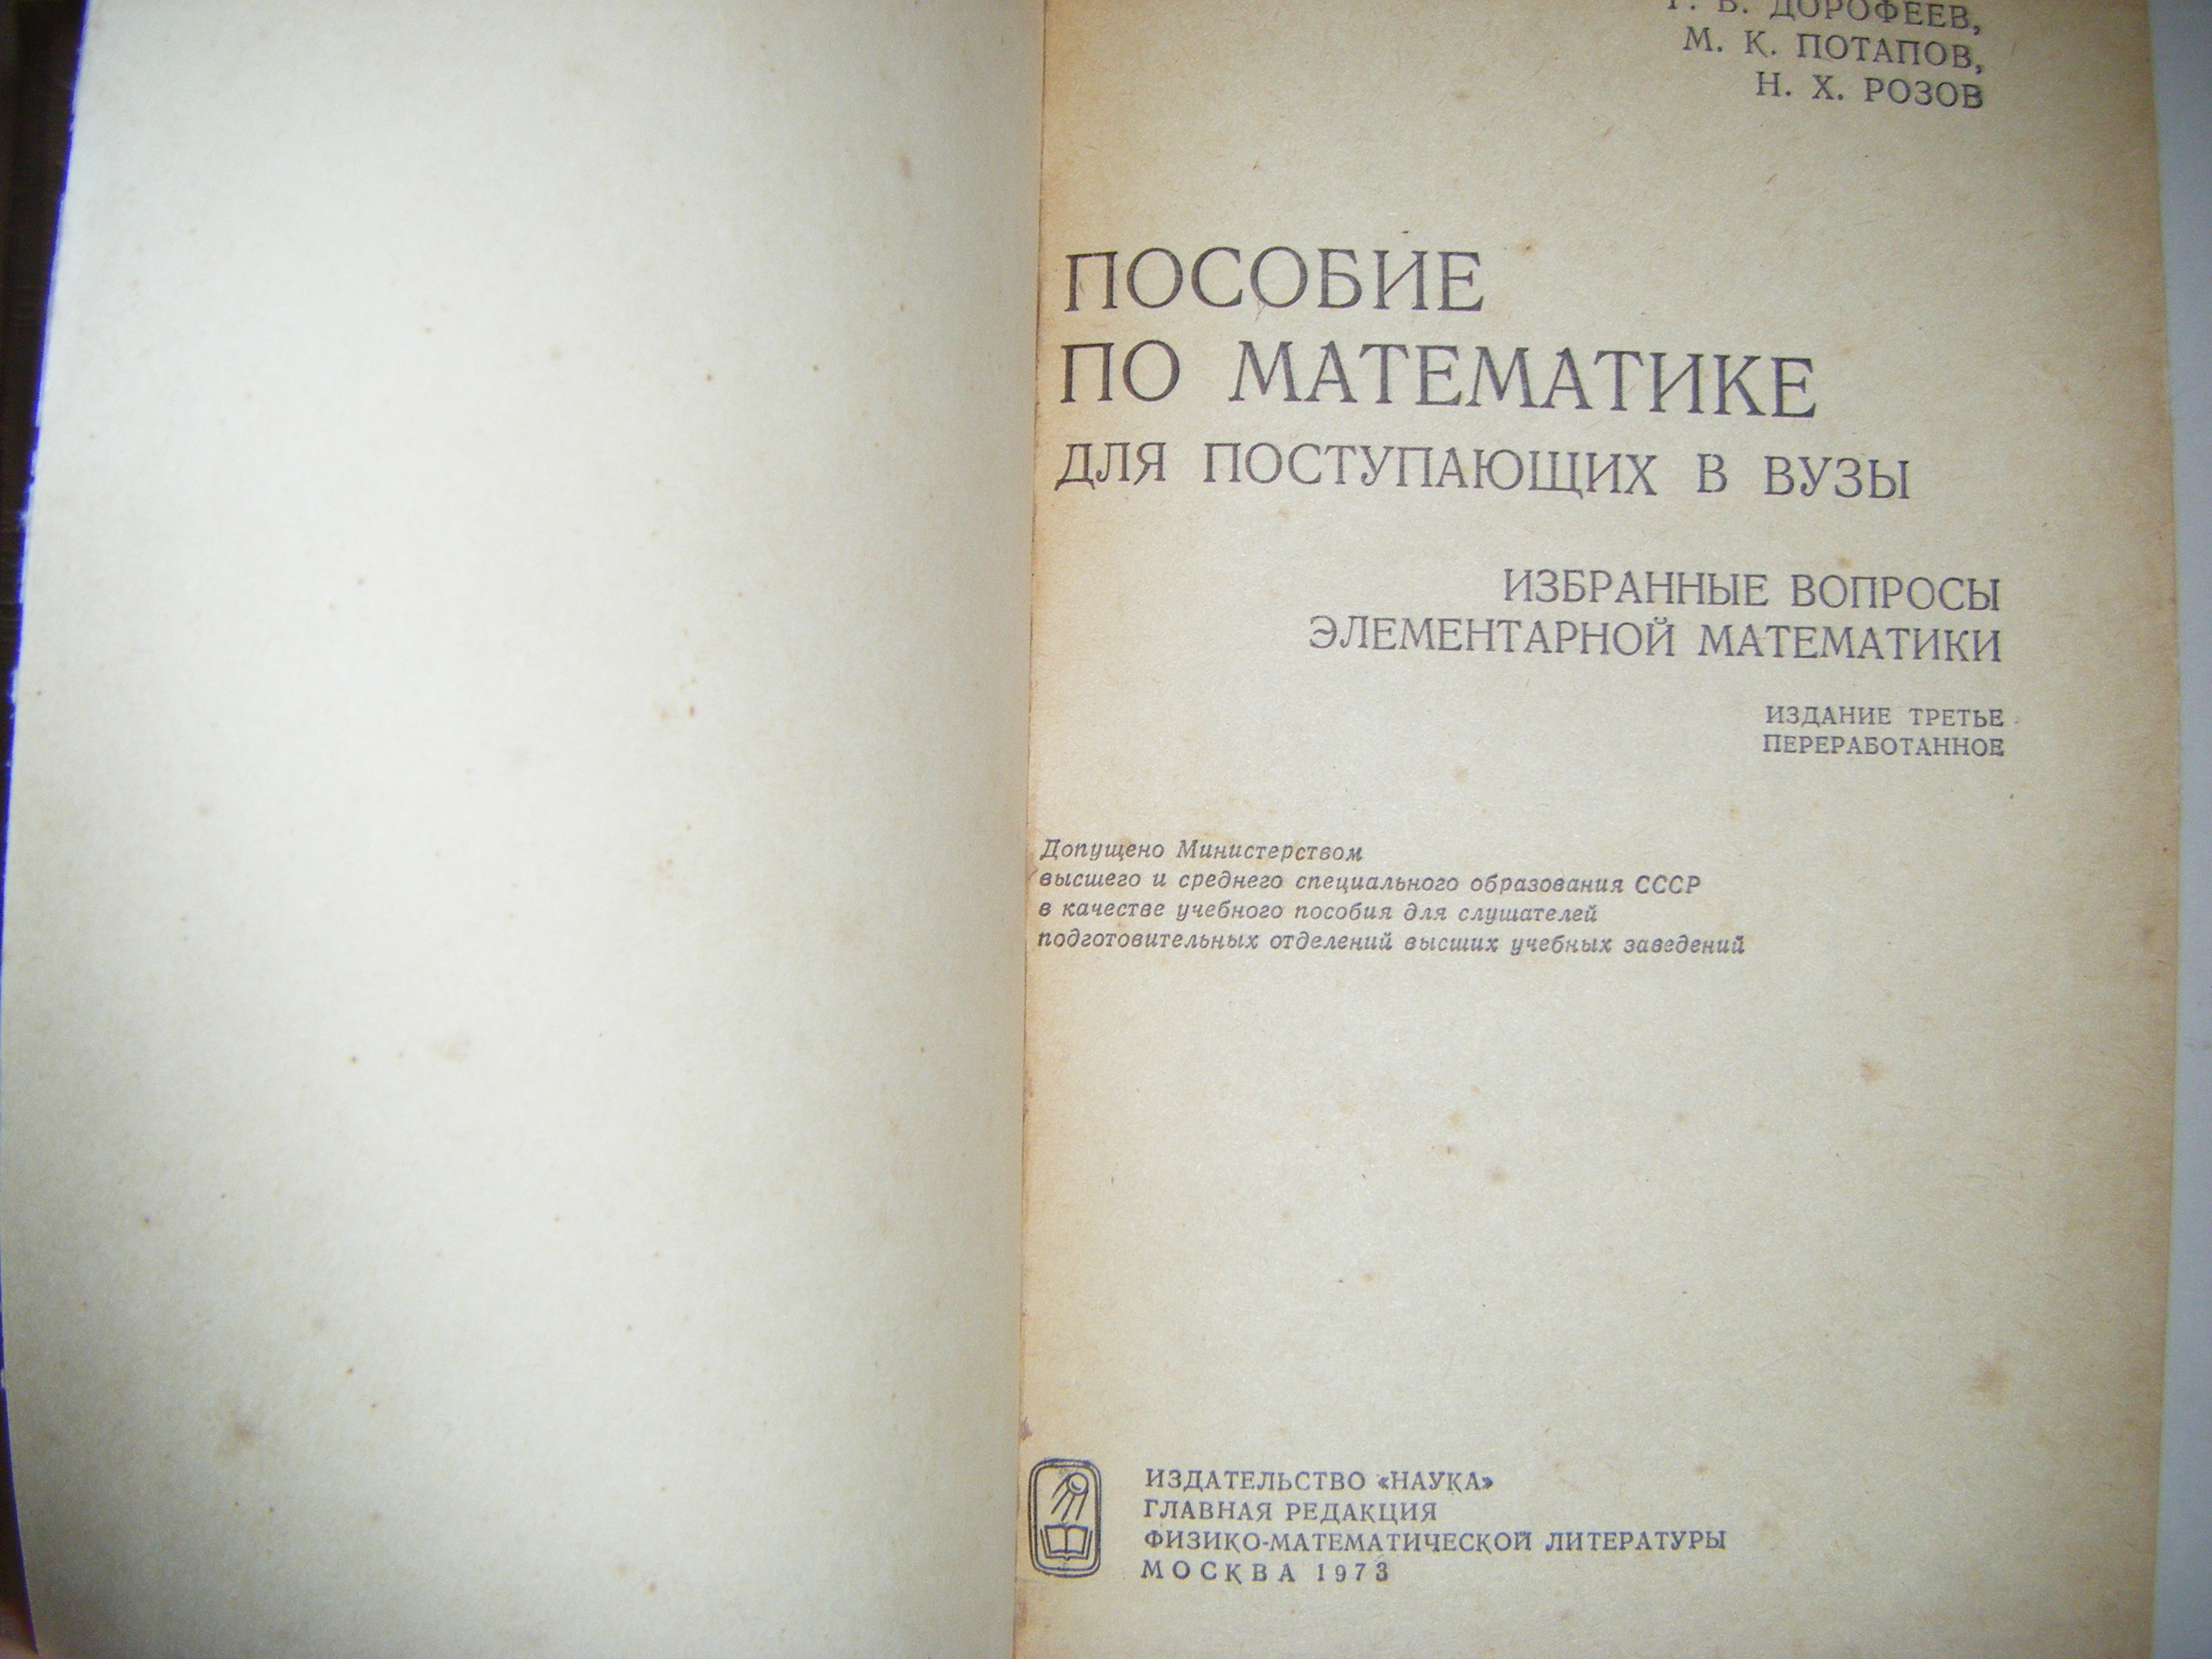 Г. В. ДОРОФЕЕВ,
М. К. ПОТАПОВ,
Н. Х. РОЗОВ
ПОСОБИЕ
ПО МАТЕМАТИКЕ
ДЛЯ ПОСТУПАЮЩИХ В ВУЗЫ
ИЗБРАННЫЕ ВОПРОСЫ
ЭЛЕМЕНТАРНОЙ МАТЕМАТИКИ
ИЗДАНИЕ ТРЕТЬЕ
ПЕРЕРАБОТАННОЕ
Допущено Министерством
высшего и среднего специального образования СССР
в качестве учебного пособия для слушателей
подготовительных отделений высших учебных заведений
ИЗДАТЕЛЬСТВО «НАУКА»
ГЛАВНАЯ РЕДАКЦИЯ
ФИЗИКО-МАТЕМАТИЧЕСКОЙ ЛИТЕРАТУРЫ
МОСКВА 1973